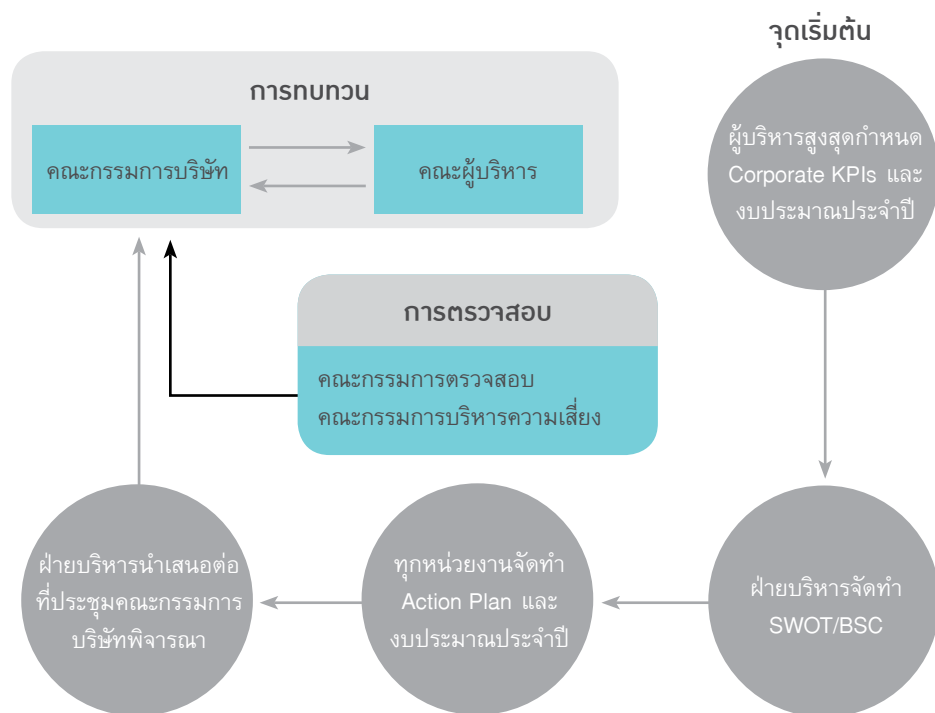 จุดเริ่มต้น
การทบทวน
คณะกรรมการบริษัท
คณะผู้บริหาร
ผู้บริหารสูงสุดกำหนด
Corporate KPIs และ
งบประมาณประจำปี
การตรวจสอบ
คณะกรรมการตรวจสอบ
คณะกรรมการบริหารความเสี่ยง
ฝ่ายบริหารนำเสนอต่อ
ที่ประชุมคณะกรรมการ
บริษัทพิจารณา
ทุกหน่วยงานจัดทำ
Action Plan และ
งบประมาณประจำปี
ฝ่ายบริหารจัดทำ
SWOT/BSC